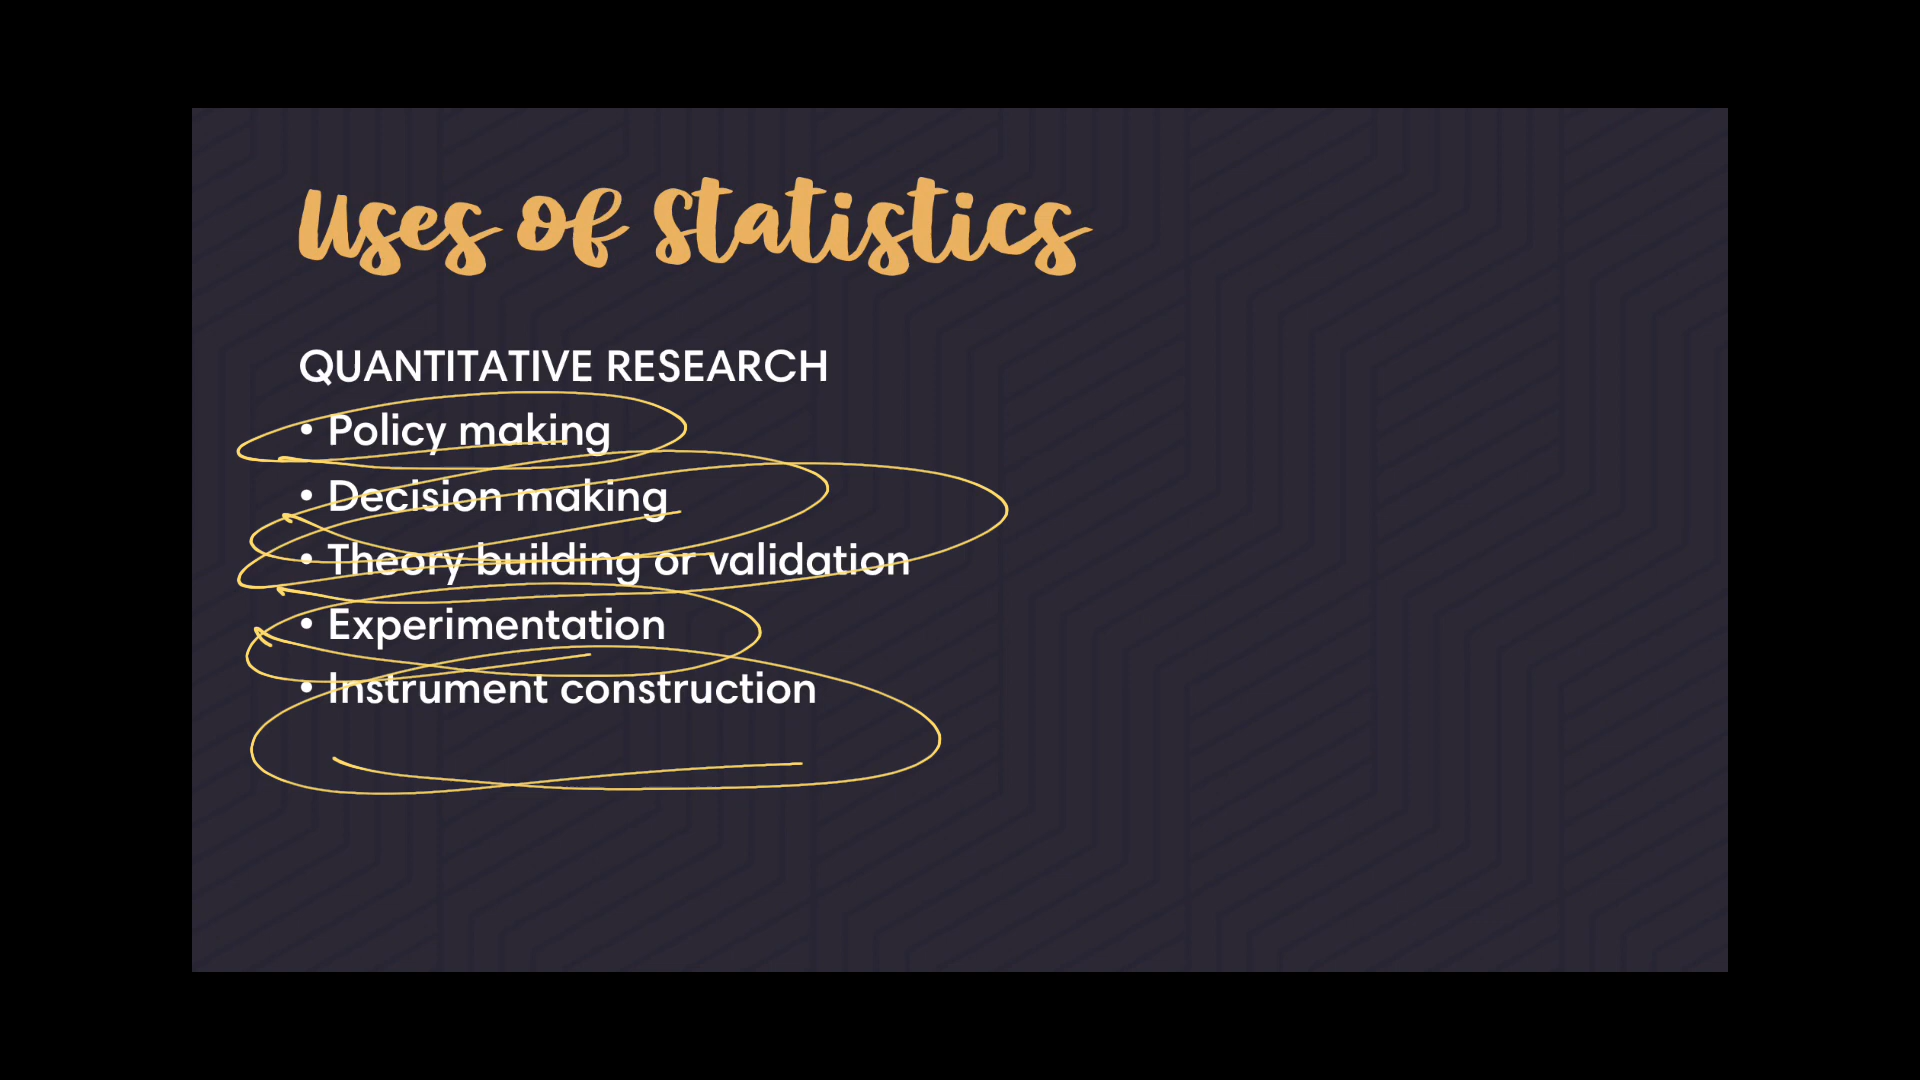 Uses of Statistics
QUANTITATIVE RESEARCH
• Policy making
• Decision making
• Theory building or validation
• Experimentation
• Instrument construction